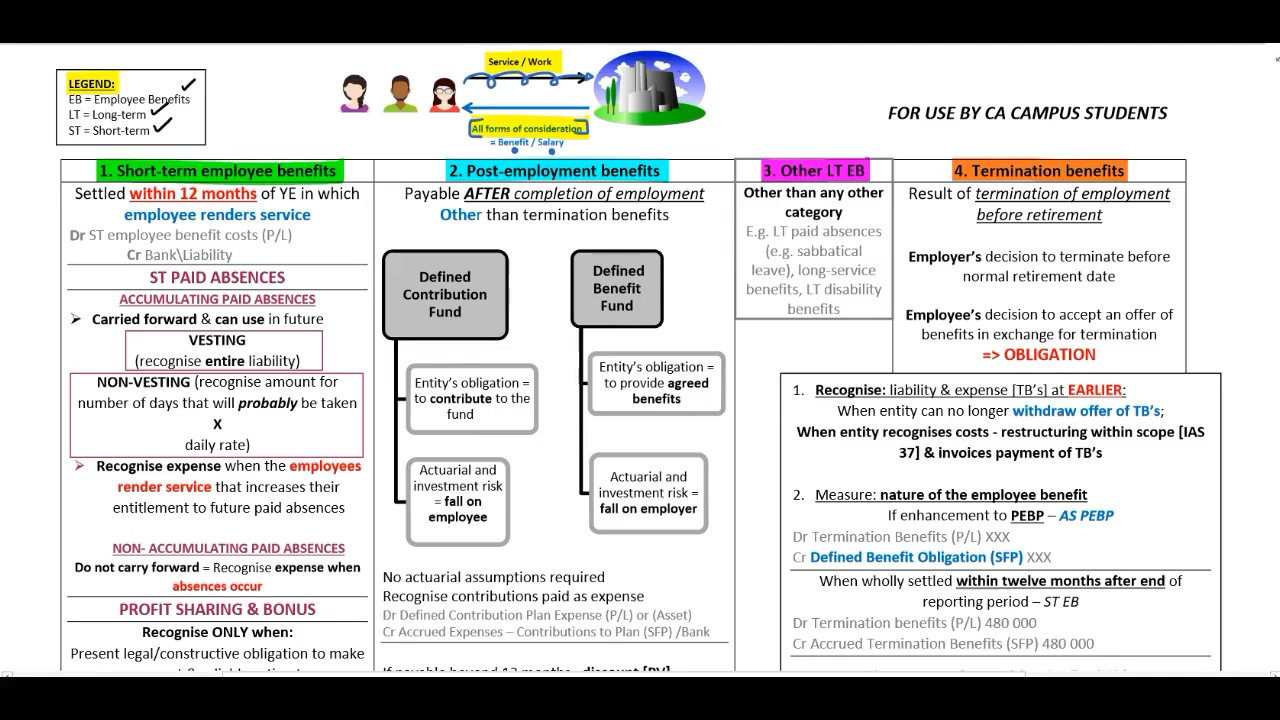 Service / Work
LEGEND:
EB = Employee Benefits
LT = Long-term
ST = Short-term
All forms of consideration
= Benefit / Salary
FOR USE BY CA CAMPUS STUDENTS
1. Short-term employee benefits
Settled within 12 months of YE in which
employee renders service
Dr ST employee benefit costs (P/L)
Cr Bank\Liability
ST PAID ABSENCES
ACCUMULATING PAID ABSENCES
➢ Carried forward & can use in future
VESTING
(recognise entire liability)
NON-VESTING (recognise amount for
number of days that will probably be taken
X
daily rate)
➢ Recognise expense when the employees
render service that increases their
entitlement to future paid absences
NON- ACCUMULATING PAID ABSENCES
Do not carry forward = Recognise expense when
absences occur
PROFIT SHARING & BONUS
Recognise ONLY when:
Present legal/constructive obligation to make
2. Post-employment benefits
Payable AFTER completion of employment
Other than termination benefits
Defined
Contribution
Fund
Entity's obligation =
to contribute to the
fund
Actuarial and
investment risk
= fall on
employee
Defined
Benefit
Fund
Entity's obligation =
to provide agreed
benefits
Actuarial and
investment risk =
fall on employer
No actuarial assumptions required
Recognise contributions paid as expense
Dr Defined Contribution Plan Expense (P/L) or (Asset)
Cr Accrued Expenses – Contributions to Plan (SFP) /Bank
If payable beyond 12 months - discount [PV]
3. Other LT EB
Other than any other
category
E.g. LT paid absences
(e.g. sabbatical
leave), long-service
benefits, LT disability
benefits
4. Termination benefits
Result of termination of employment
before retirement
Employer's decision to terminate before
normal retirement date
Employee's decision to accept an offer of
benefits in exchange for termination
=> OBLIGATION
1. Recognise: liability & expense [TB's] at EARLIER:
When entity can no longer withdraw offer of TB's;
When entity recognises costs - restructuring within scope [IAS
37] & invoices payment of TB's
2. Measure: nature of the employee benefit
If enhancement to PEBP – AS PEBP
Dr Termination Benefits (P/L) XXX
Cr Defined Benefit Obligation (SFP) XXX
When wholly settled within twelve months after end of
reporting period – ST EB
Dr Termination benefits (P/L) 480 000
Cr Accrued Termination Benefits (SFP) 480 000